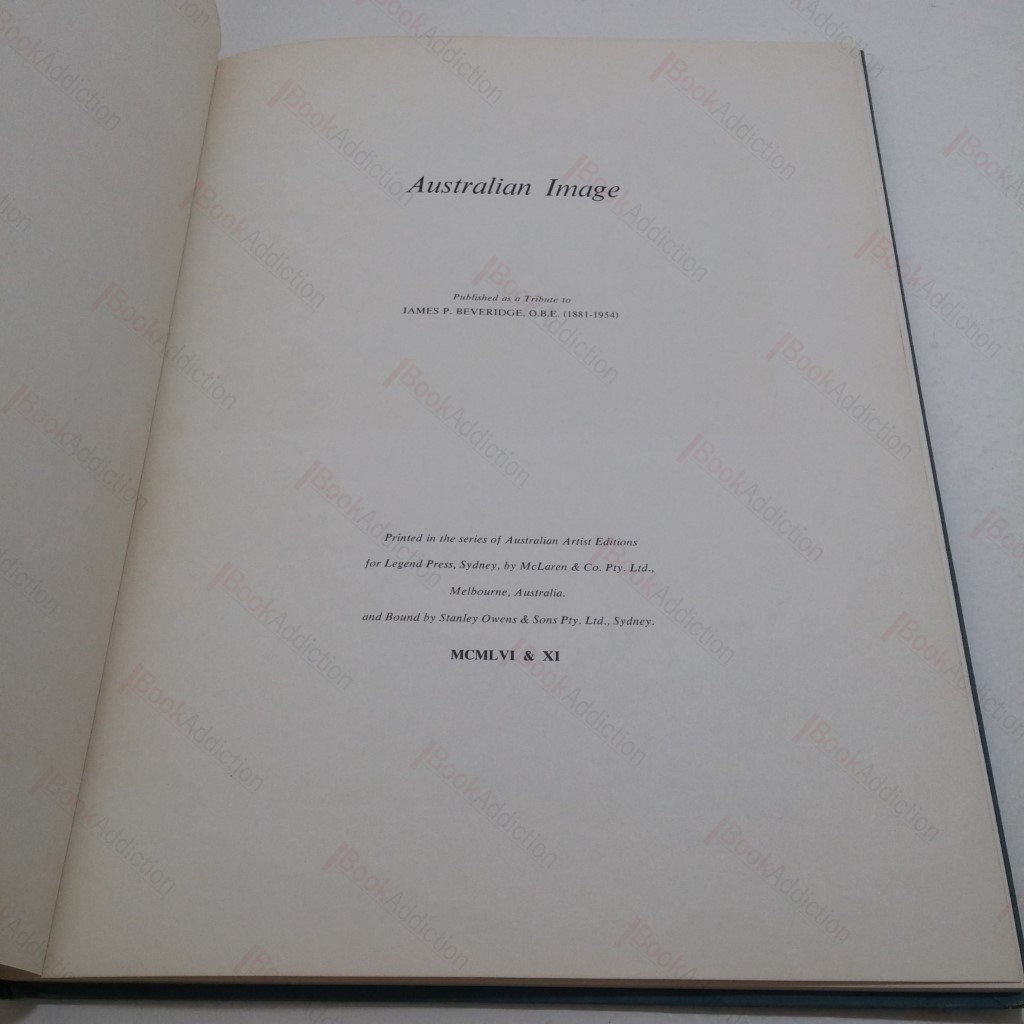 Australian Image
Published as a Tribute to
JAMES P. BEVERIDGE, O.B.E. (1881-1954)
Printed in the series of Australian Artist Editions
for Legend Press, Sydney, by McLaren & Co. Pty. Ltd.,
Melbourne, Australia.
and Bound by Stanley Owens & Sons Pty. Ltd., Sydney.
MCMLVI & XI
BookAddiction